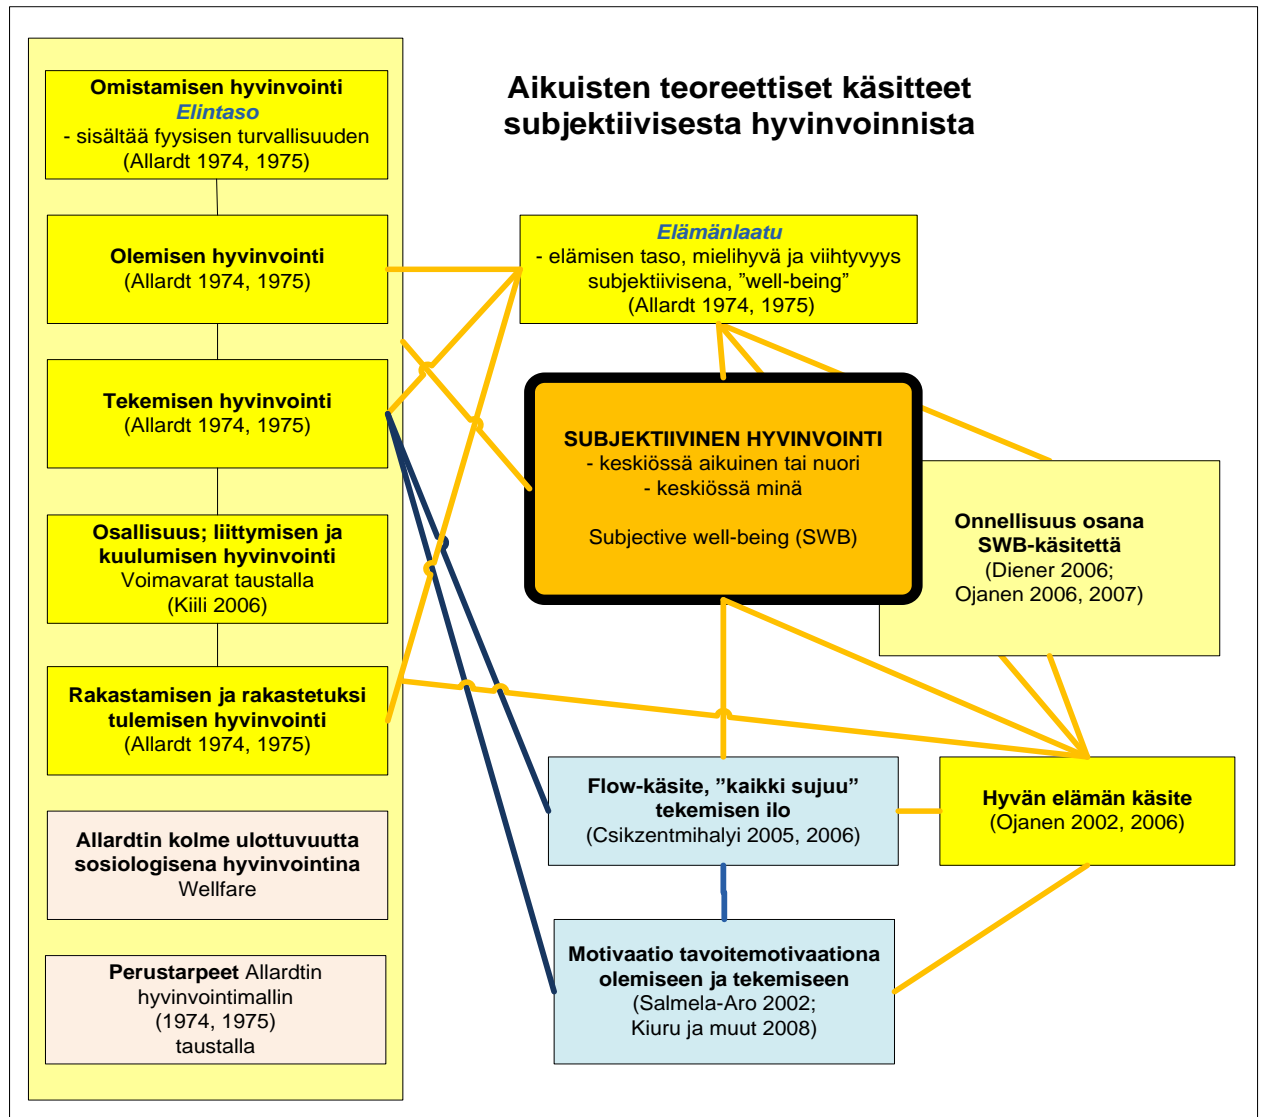 Aikuisten teoreettiset käsitteet
subjektiivisesta hyvinvoinnista
Omistamisen hyvinvointi
Elintaso
- sisältää fyysisen turvallisuuden
(Allardt 1974, 1975)
Olemisen hyvinvointi
(Allardt 1974, 1975)
Tekemisen hyvinvointi
(Allardt 1974, 1975)
Osallisuus; liittymisen ja
kuulumisen hyvinvointi
Voimavarat taustalla
(Kiili 2006)
Rakastamisen ja rakastetuksi
tulemisen hyvinvointi
(Allardt 1974, 1975)
Allardtin kolme ulottuvuutta
sosiologisena hyvinvointina
Wellfare
Perustarpeet Allardtin
hyvinvointimallin
(1974, 1975)
taustalla
Elämänlaatu
- elämisen taso, mielihyvä ja viihtyvyys
subjektiivisena, ”well-being”
(Allardt 1974, 1975)
SUBJEKTIIVINEN HYVINVOINTI
- keskiössä aikuinen tai nuori
- keskiössä minä
Subjective well-being (SWB)
Onnellisuus osana
SWB-käsitettä
(Diener 2006;
Ojanen 2006, 2007)
Flow-käsite, ”kaikki sujuu”
tekemisen ilo
(Csikzentmihalyi 2005, 2006)
Hyvän elämän käsite
(Ojanen 2002, 2006)
Motivaatio tavoitemotivaationa
olemiseen ja tekemiseen
(Salmela-Aro 2002;
Kiuru ja muut 2008)